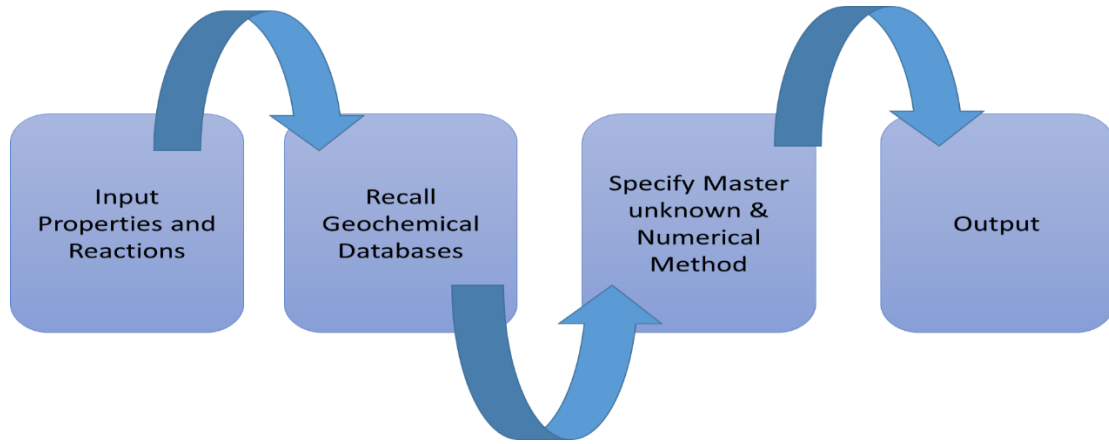 Input
Properties and
Reactions
Recall
Geochemical
Databases
Specify Master
unknown &
Numerical
Method
Output